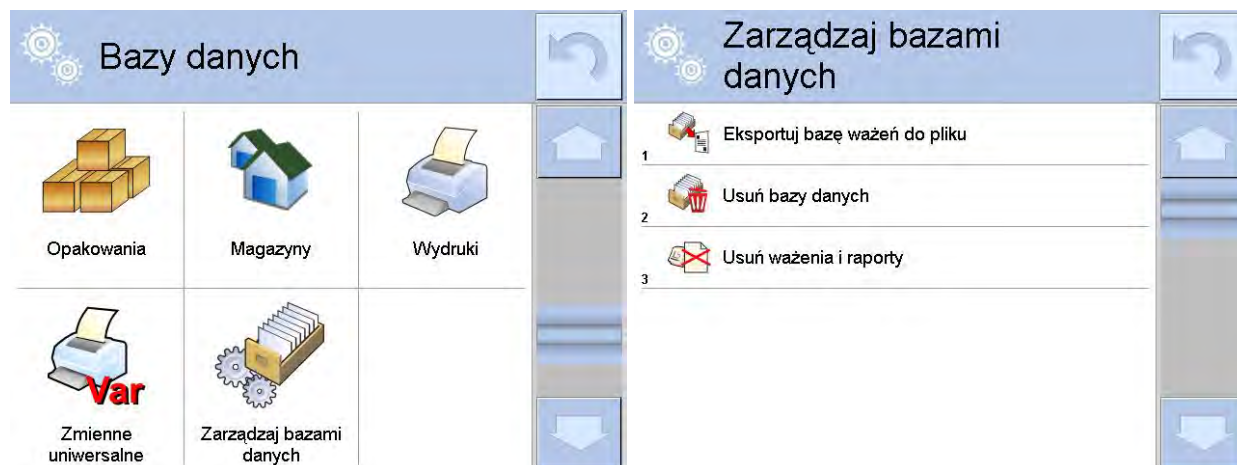 Bazy danych
Opakowania
Magazyny
Wydruki
Var
Zmienne
uniwersalne
Zarządzaj bazami
danych
Zarządzaj bazami
danych
1 Eksportuj bazę ważeń do pliku
2 Usuń bazy danych
3 Usuń ważenia i raporty